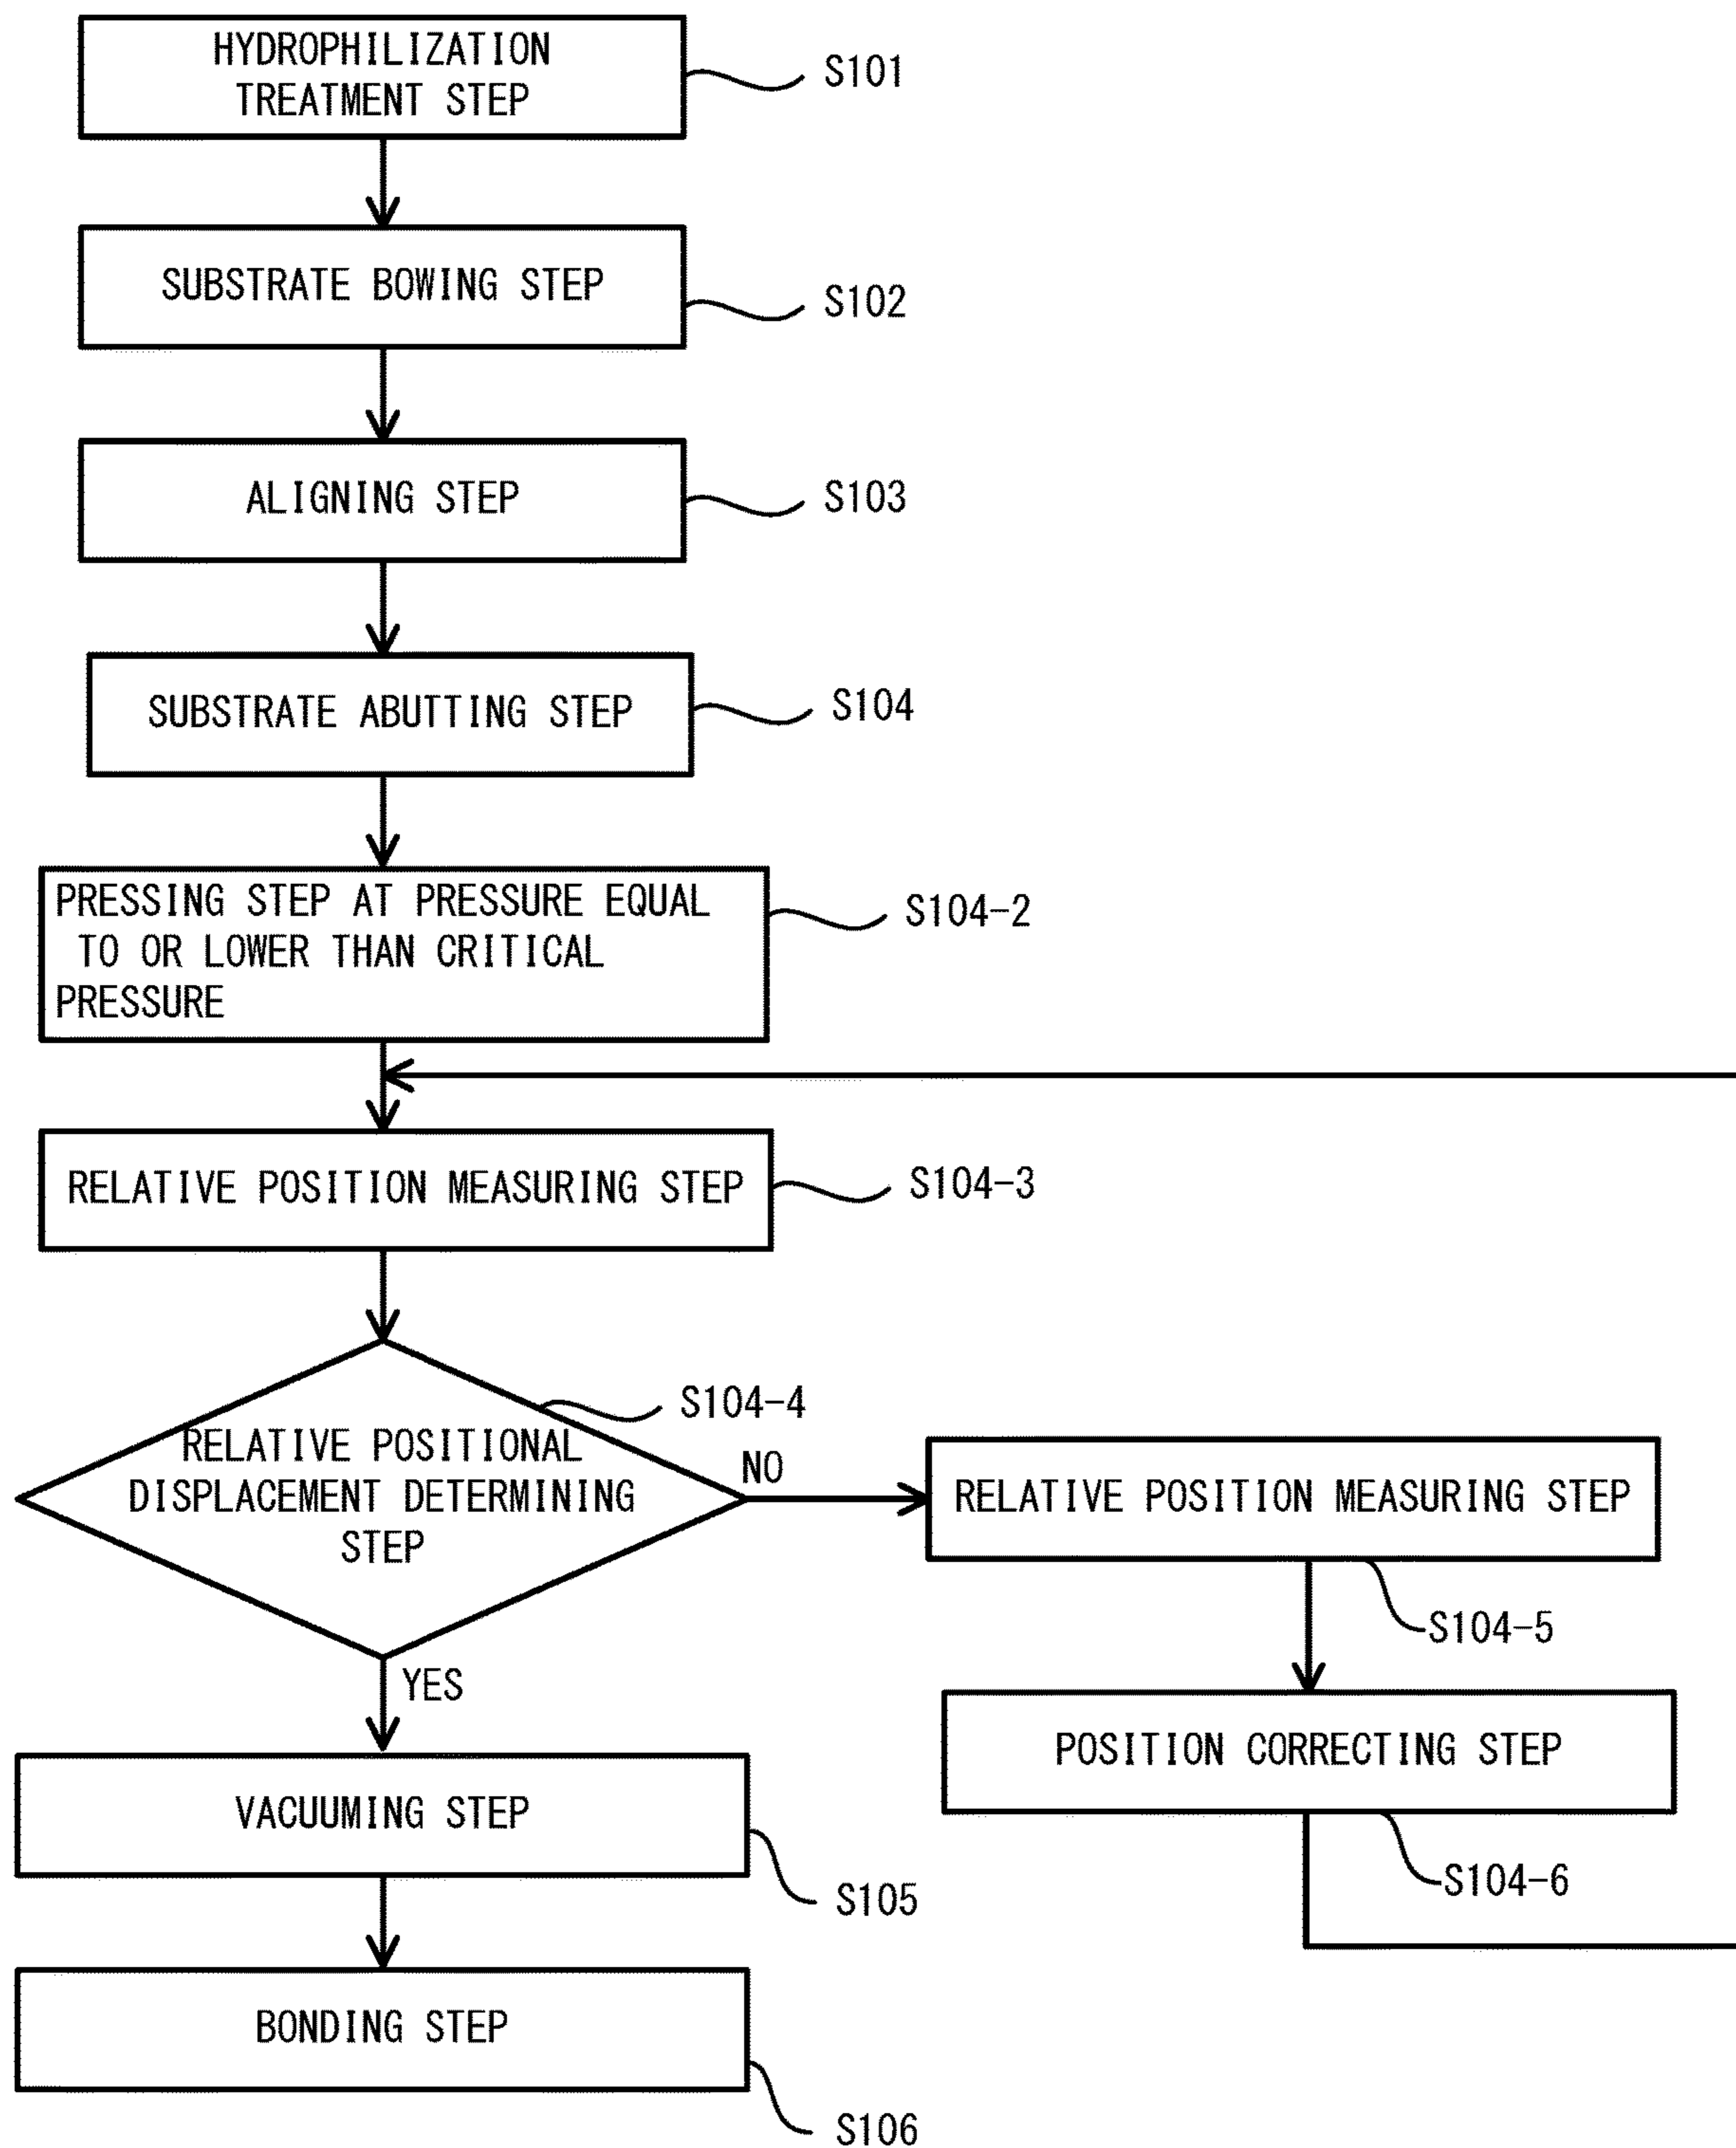 HYDROPHILIZATION
TREATMENT STEP
S101
SUBSTRATE BOWING STEP
S102
ALIGNING STEP
S103
SUBSTRATE ABUTTING STEP
S104
PRESSING STEP AT PRESSURE EQUAL
TO OR LOWER THAN CRITICAL
PRESSURE
S104-2
RELATIVE POSITION MEASURING STEP
S104-3
RELATIVE POSITIONAL
DISPLACEMENT DETERMINING
STEP
S104-4
NO
RELATIVE POSITION MEASURING STEP
S104-5
YES
POSITION CORRECTING STEP
S104-6
VACUUMING STEP
S105
BONDING STEP
S106